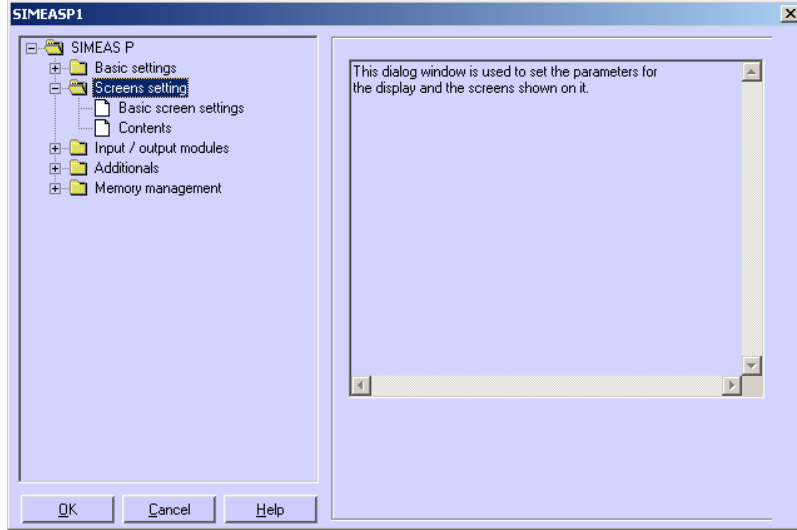 SIMEASP1
SIMEAS P
Basic settings
Screens setting
Basic screen settings
Contents
Input / output modules
Additionals
Memory management
This dialog window is used to set the parameters for
the display and the screens shown on it.
OK
Cancel
Help